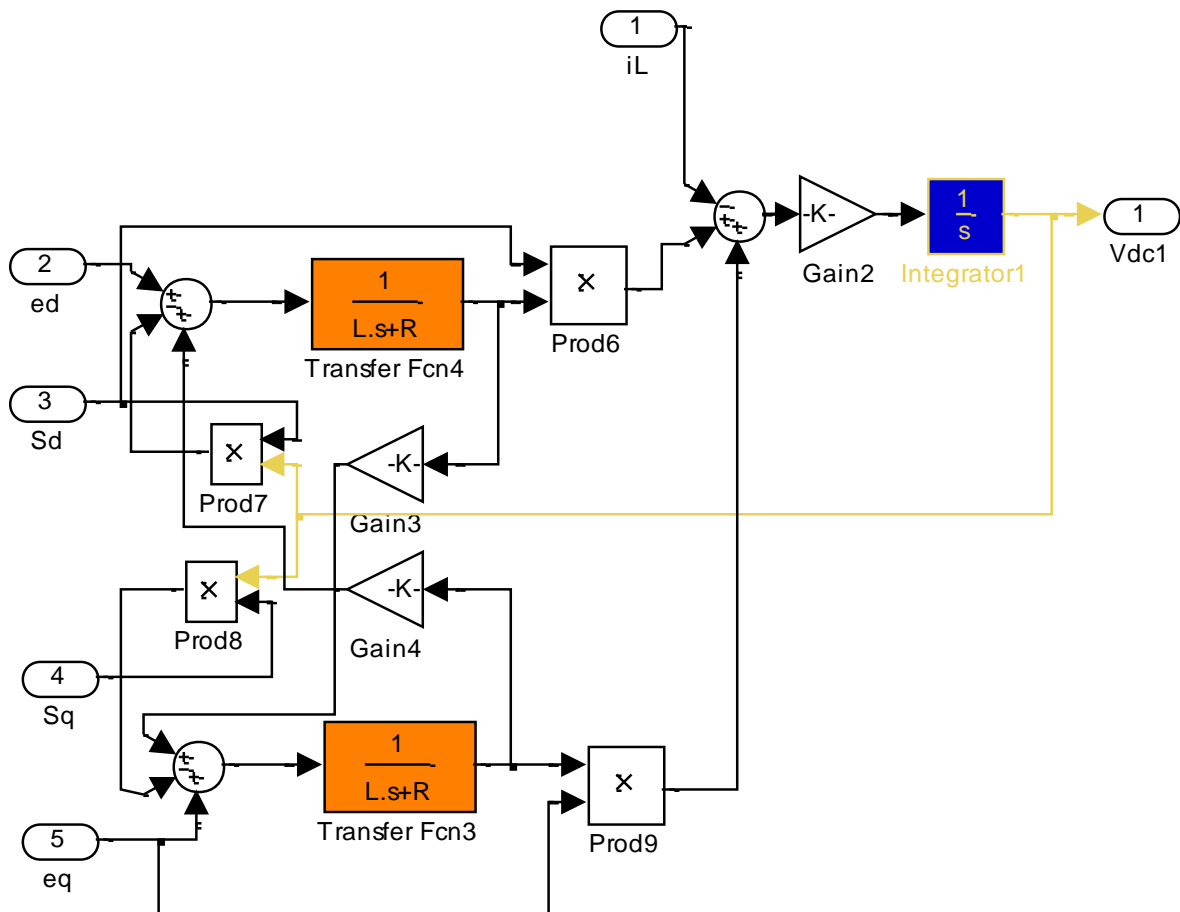 1
iL
-K-
Gain2
1
s
Integrator1
1
Vdc1
2
ed
1
L.s+R
Transfer Fcn4
×
Prod6
3
Sd
×
Prod7
-K-
Gain3
×
Prod8
-K-
Gain4
4
Sq
1
L.s+R
Transfer Fcn3
×
Prod9
5
eq